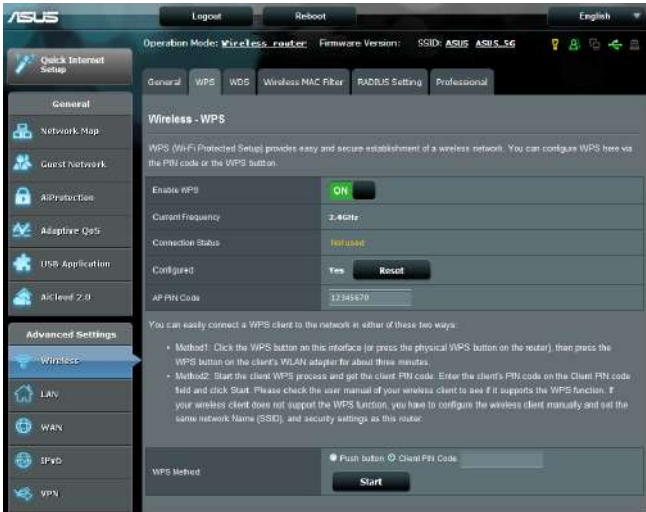 ASUS
Logout
Reboot
English
Operation Mode: Wireless router Firmware Version: SSID: ASUS ASUS_5G
Quick Internet
Setup
General WPS WDS Wireless MAC Filter RADIUS Setting Professional
General
Network Map
Guest Network
AiProtection
Adaptive QoS
USB Application
AiCloud 2.0
Advanced Settings
Wireless
LAN
WAN
IPv6
VPN
Wireless - WPS
WPS (Wi-Fi Protected Setup) provides easy and secure establishment of a wireless network. You can configure WPS here via
the PIN code or the WPS button.
Enable WPS ON
Current Frequency 2.4GHz
Connection Status Not used
Configured Yes Reset
AP PIN Code 12345670
You can easily connect a WPS client to the network in either of these two ways:
• Method1: Click the WPS button on this interface (or press the physical WPS button on the router), then press the
WPS button on the client's WLAN adapter for about three minutes.
• Method2: Start the client WPS process and get the client PIN code. Enter the client's PIN code on the Client PIN code
field and click Start. Please check the user manual of your wireless client to see if it supports the WPS function. If
your wireless client does not support the WPS function, you have to configure the wireless client manually and set the
same network Name (SSID), and security settings as this router.
WPS Method Push button Client PIN Code
Start